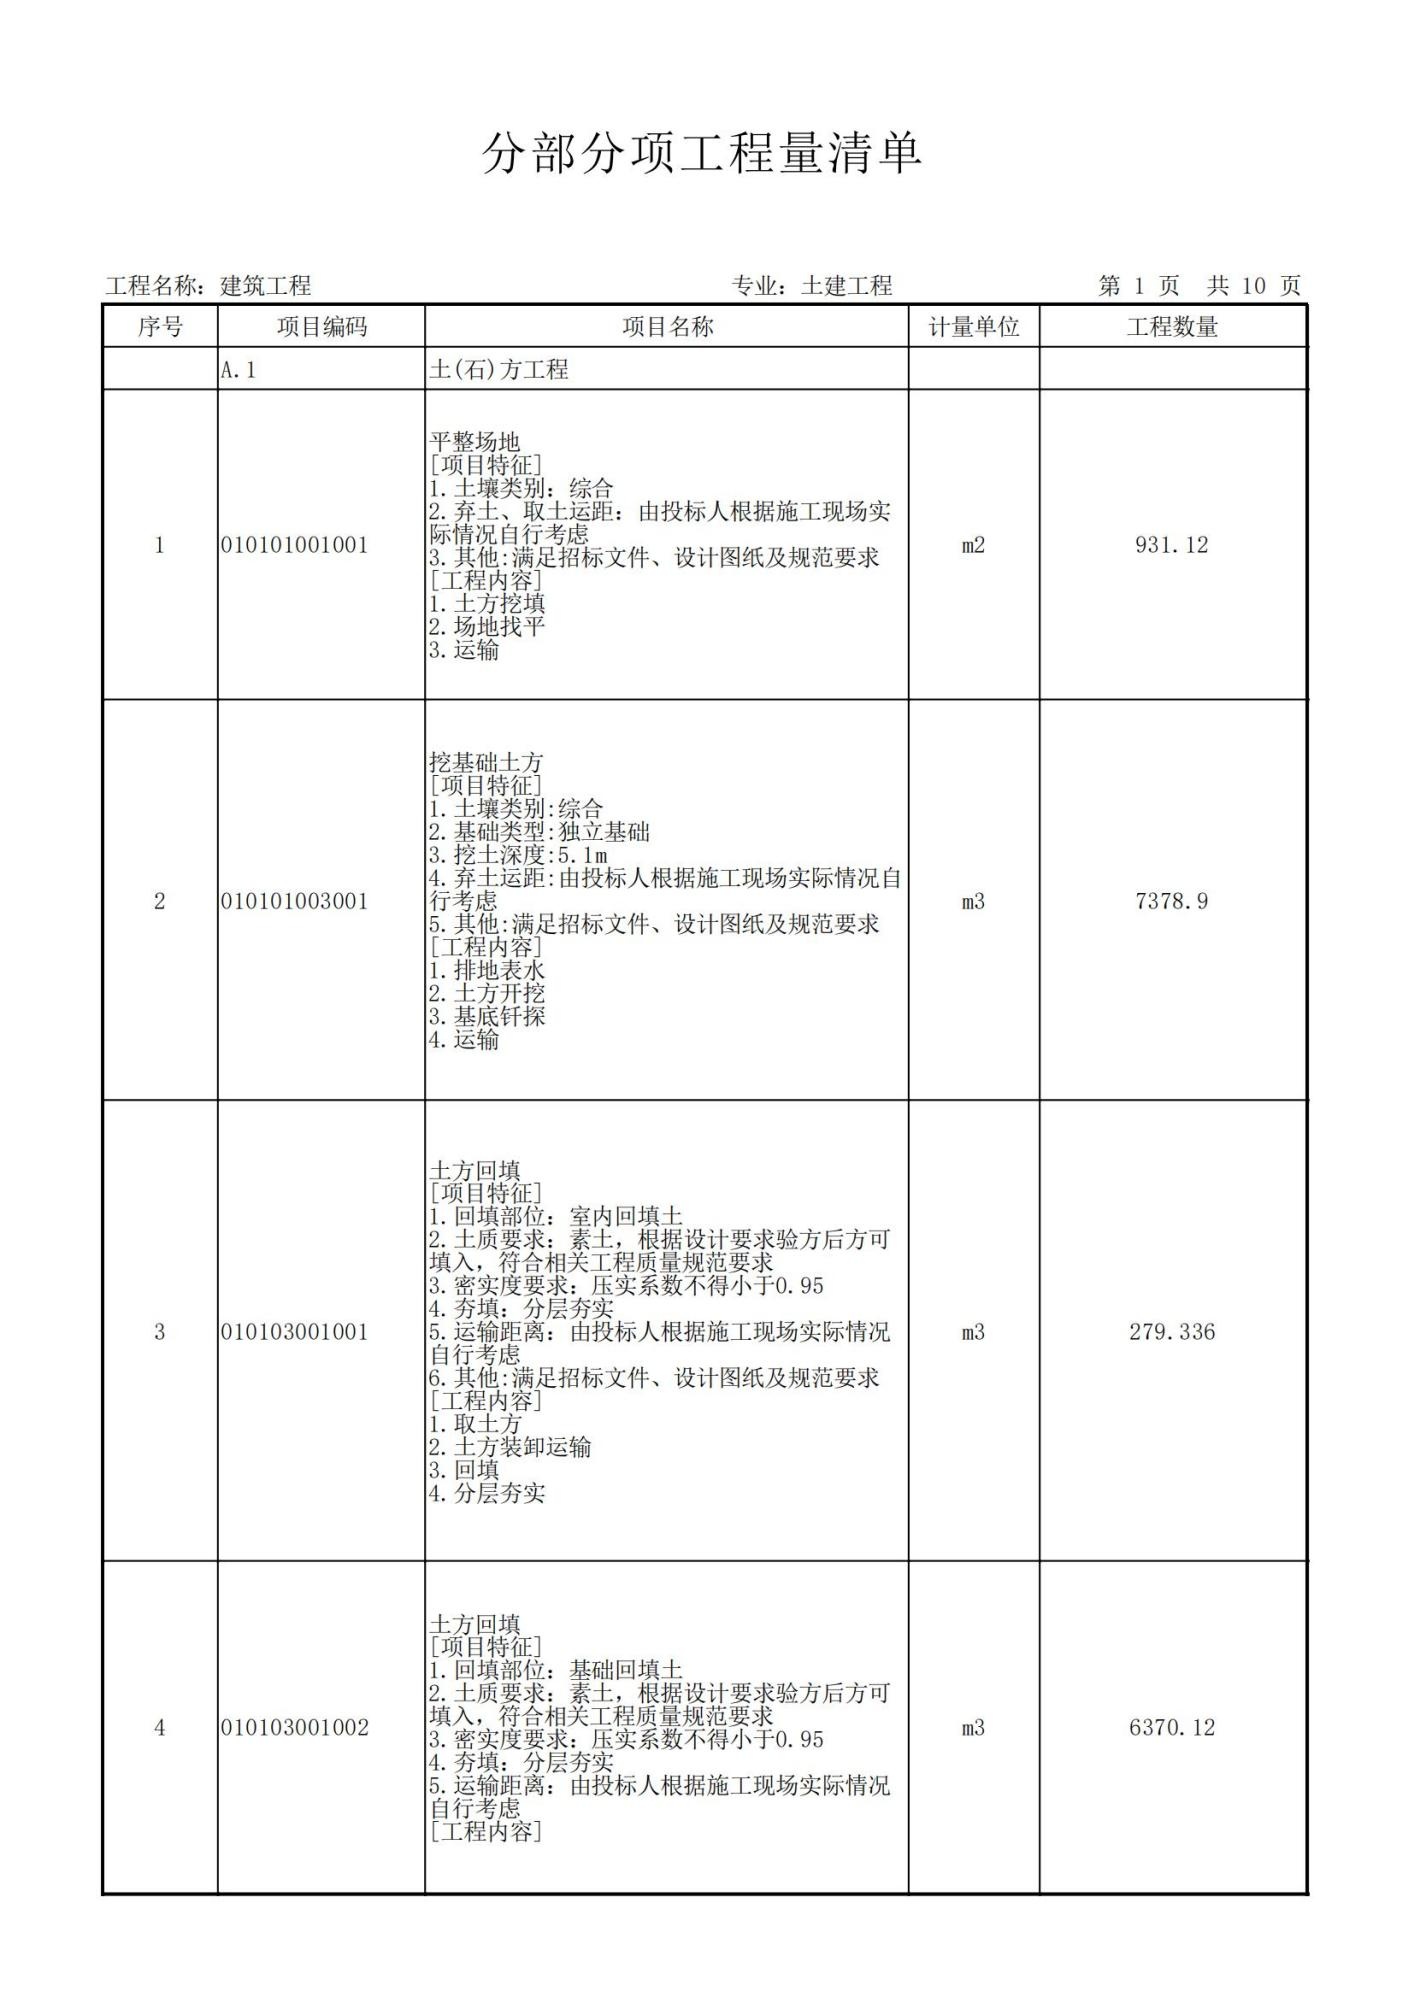 分部分项工程量清单
工程名称：建筑工程 专业：土建工程 第 1 页 共 10 页
序号 项目编码 项目名称 计量单位 工程数量
A.1 土(石)方工程
平整场地
[项目特征]
1.土壤类别：综合
2.弃土、取土运距：由投标人根据施工现场实
际情况自行考虑
1 010101001001 m2 931.12
3.其他:满足招标文件、设计图纸及规范要求
[工程内容]
1.土方挖填
2.场地找平
3.运输
挖基础土方
[项目特征]
1.土壤类别:综合
2.基础类型:独立基础
3.挖土深度:5.1m
4.弃土运距:由投标人根据施工现场实际情况自
2 010101003001 行考虑 m3 7378.9
5.其他:满足招标文件、设计图纸及规范要求
[工程内容]
1.排地表水
2.土方开挖
3.基底钎探
4.运输
土方回填
[项目特征]
1.回填部位：室内回填土
2.土质要求：素土，根据设计要求验方后方可
填入，符合相关工程质量规范要求
3.密实度要求：压实系数不得小于0.95
4.夯填：分层夯实
3 010103001001 5.运输距离：由投标人根据施工现场实际情况 m3 279.336
自行考虑
6.其他:满足招标文件、设计图纸及规范要求
[工程内容]
1.取土方
2.土方装卸运输
3.回填
4.分层夯实
土方回填
[项目特征]
1.回填部位：基础回填土
2.土质要求：素土，根据设计要求验方后方可
填入，符合相关工程质量规范要求
4 010103001002 m3 6370.12
3.密实度要求：压实系数不得小于0.95
4.夯填：分层夯实
5.运输距离：由投标人根据施工现场实际情况
自行考虑
[工程内容]